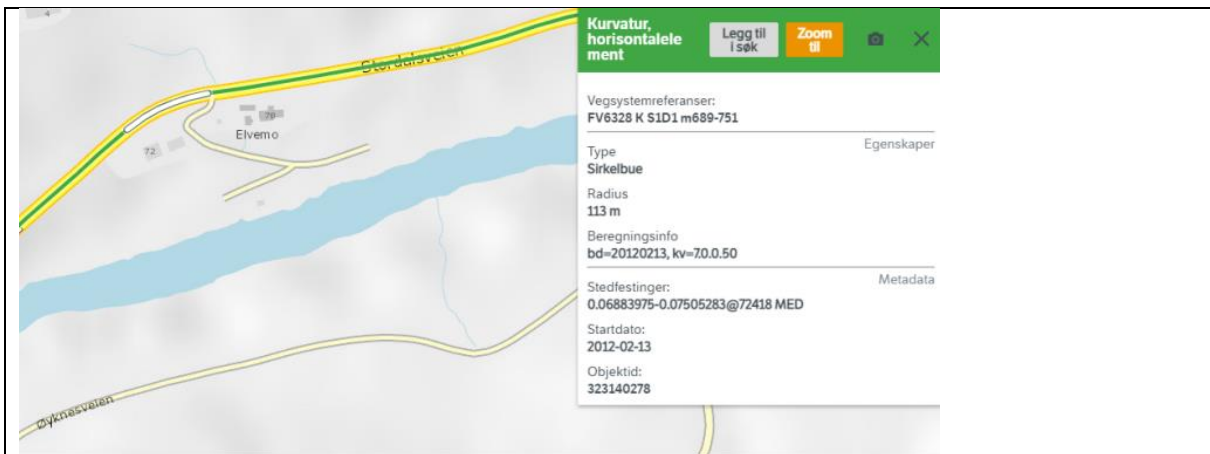 4
Stordalsveien
70
Elvemo
72
Øyknesveien
Kurvatur,
horisontalele
ment
Legg til
i søk
Zoom
til
Vegsystemreferanser:
FV6328 K S1D1 m689-751
Egenskaper
Type
Sirkelbue
Radius
113 m
Beregningsinfo
bd=20120213, kv=7.0.0.50
Metadata
Stedfestinger:
0.06883975-0.07505283@72418 MED
Startdato:
2012-02-13
Objektid:
323140278